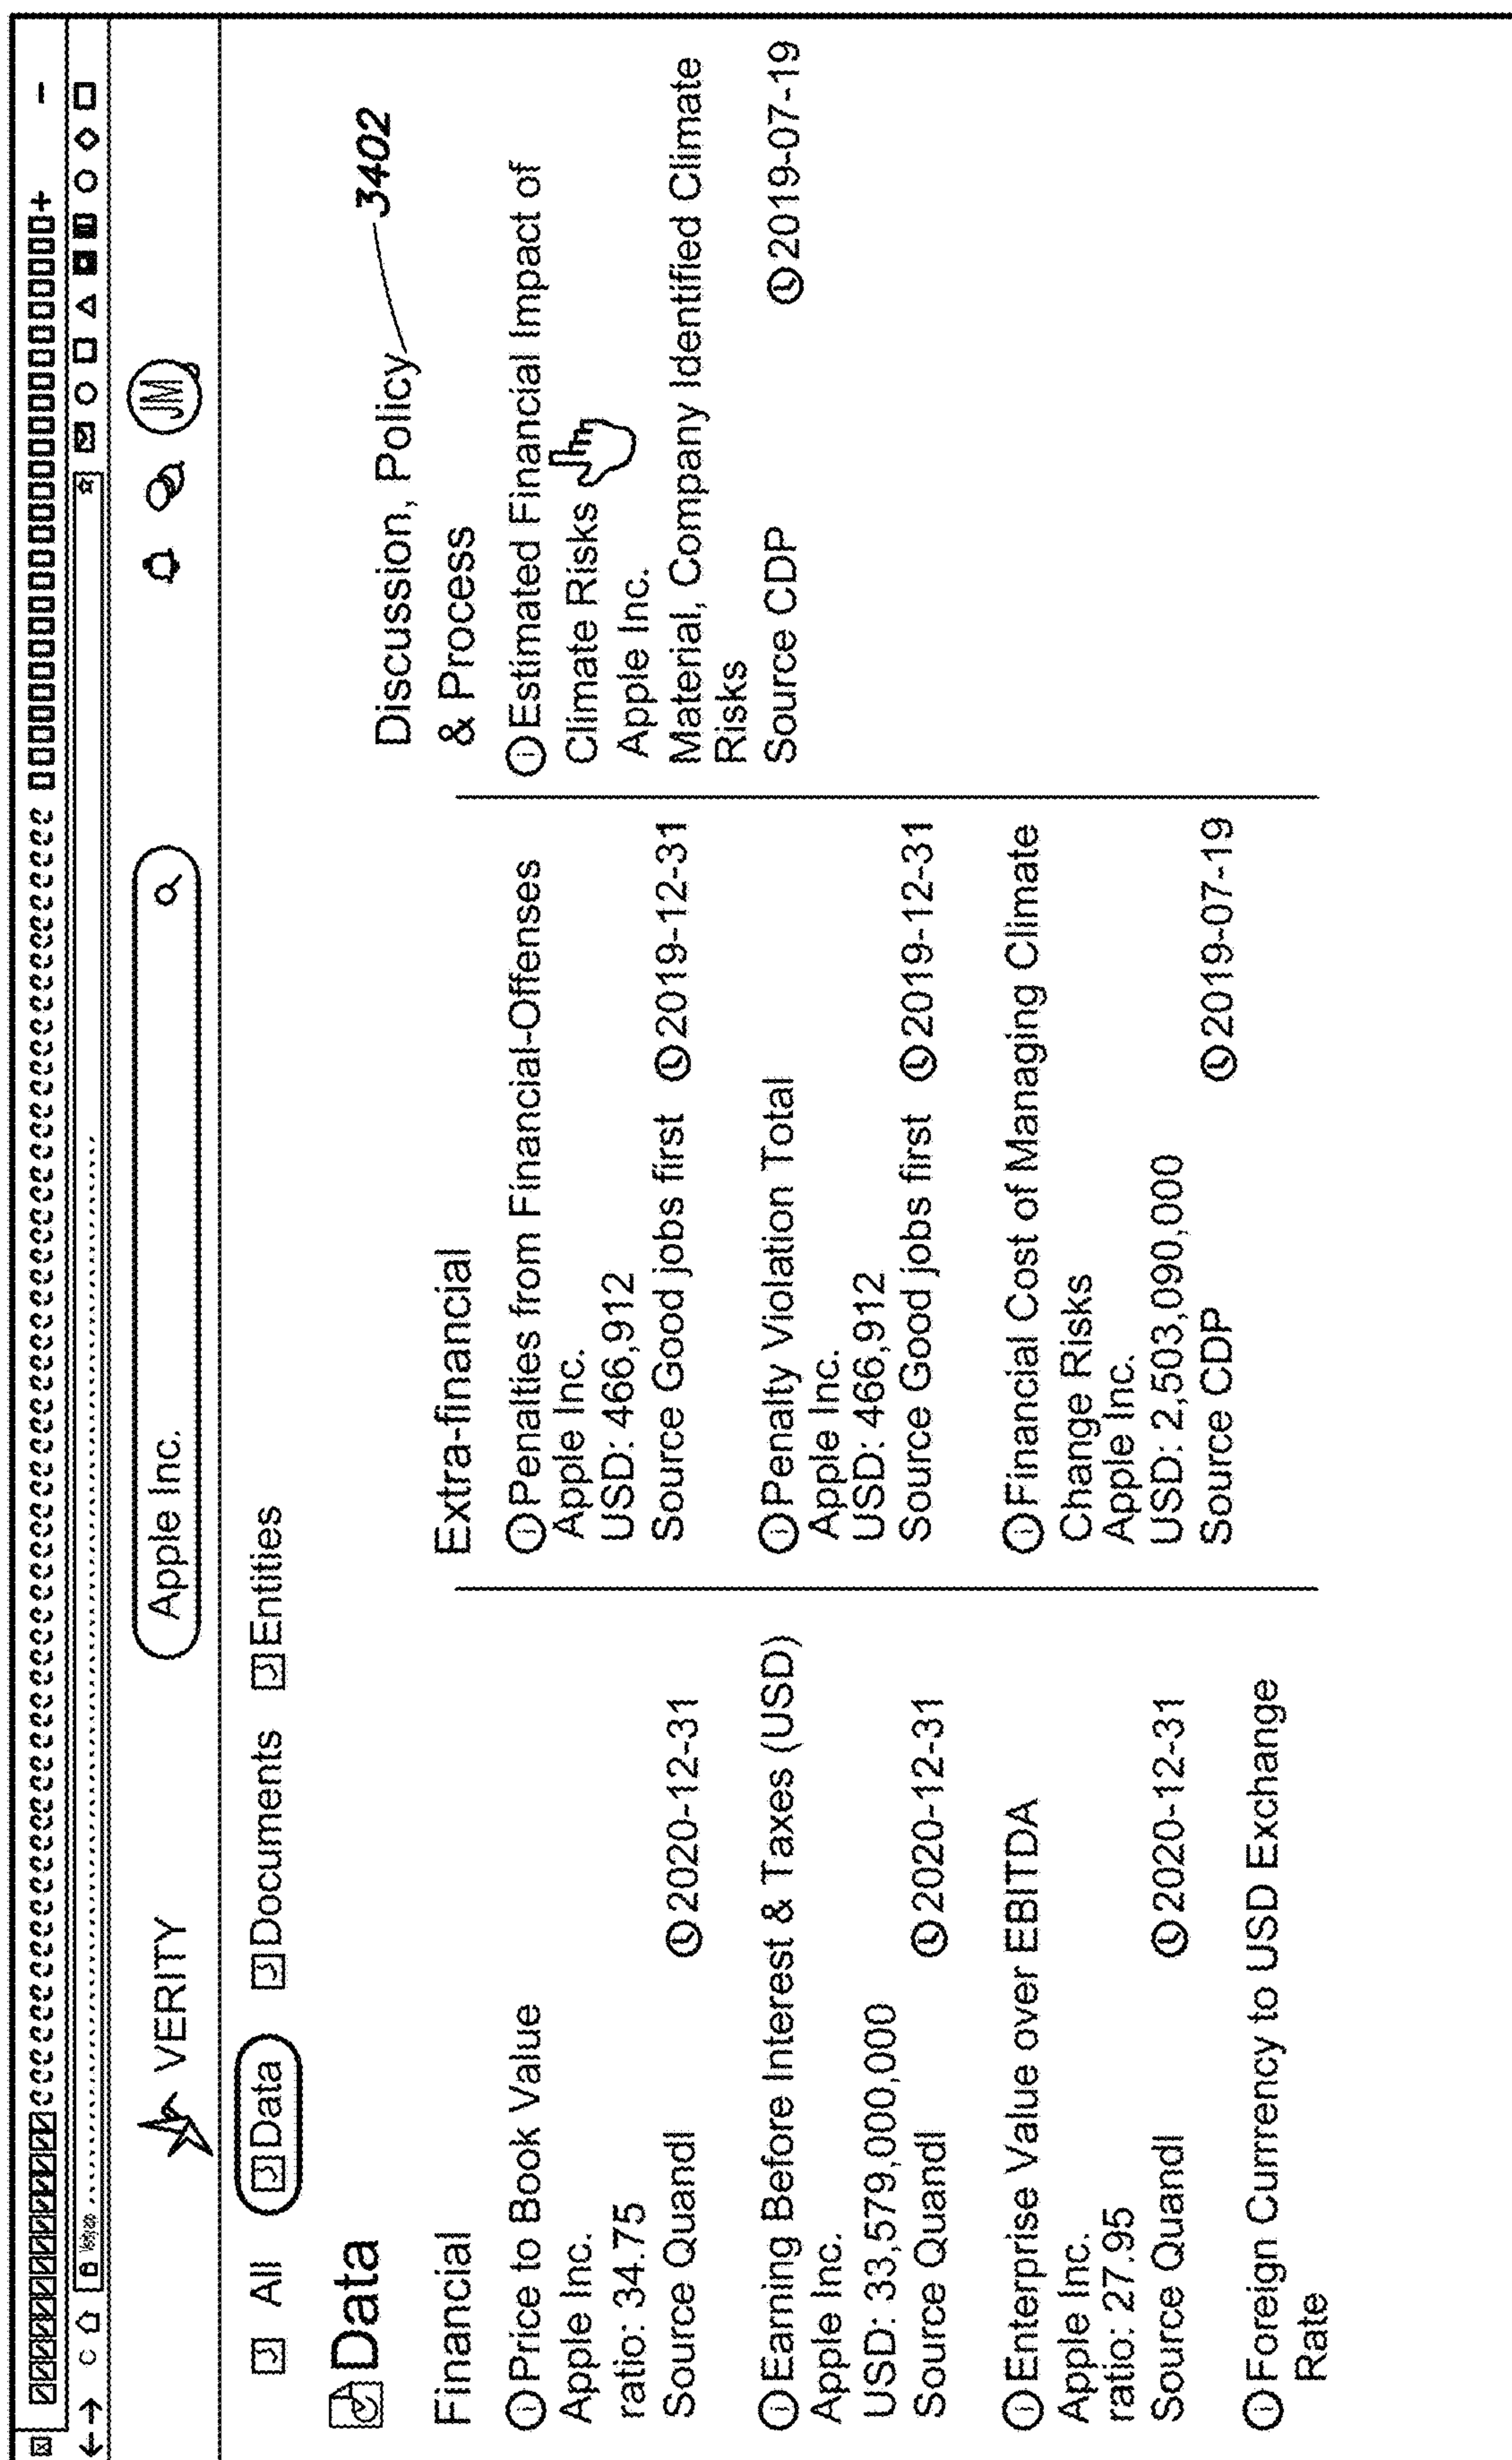 VERITY
Apple Inc.
JM
All
Data
Documents
Entities
Data
Financial
Price to Book Value
Apple Inc.
ratio: 34.75
Source Quandl 2020-12-31
Earning Before Interest & Taxes (USD)
Apple Inc.
USD: 33,579,000,000
Source Quandl 2020-12-31
Enterprise Value over EBITDA
Apple Inc.
ratio: 27.95
Source Quandl 2020-12-31
Foreign Currrency to USD Exchange
Rate
Extra-financial
Penalties from Financial-Offenses
Apple Inc.
USD: 466,912
Source Good jobs first 2019-12-31
Penalty Violation Total
Apple Inc.
USD: 466,912
Source Good jobs first 2019-12-31
Financial Cost of Managing Climate
Change Risks
Apple Inc.
USD: 2,503,090,000
Source CDP 2019-07-19
Discussion, Policy 3402
& Process
Estimated Financial Impact of
Climate Risks
Apple Inc.
Material, Company Identified Climate
Risks
Source CDP 2019-07-19